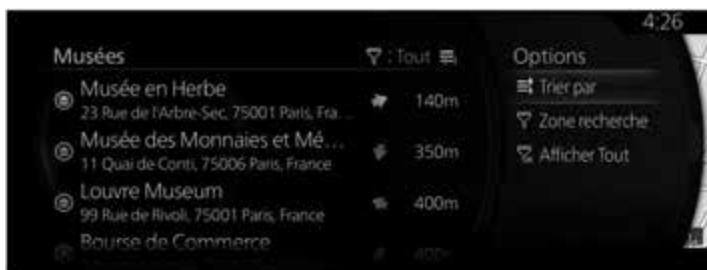 4:26
Musées
: Tout
Options
Musée en Herbe
23 Rue de l'Arbre-Sec, 75001 Paris, Fra...
140m
Trier par
Musée des Monnaies et Mé...
11 Quai de Conti, 75006 Paris, France
350m
Zone recherche
Louvre Museum
99 Rue de Rivoli, 75001 Paris, France
400m
Afficher Tout
Bourse de Commerce
400m